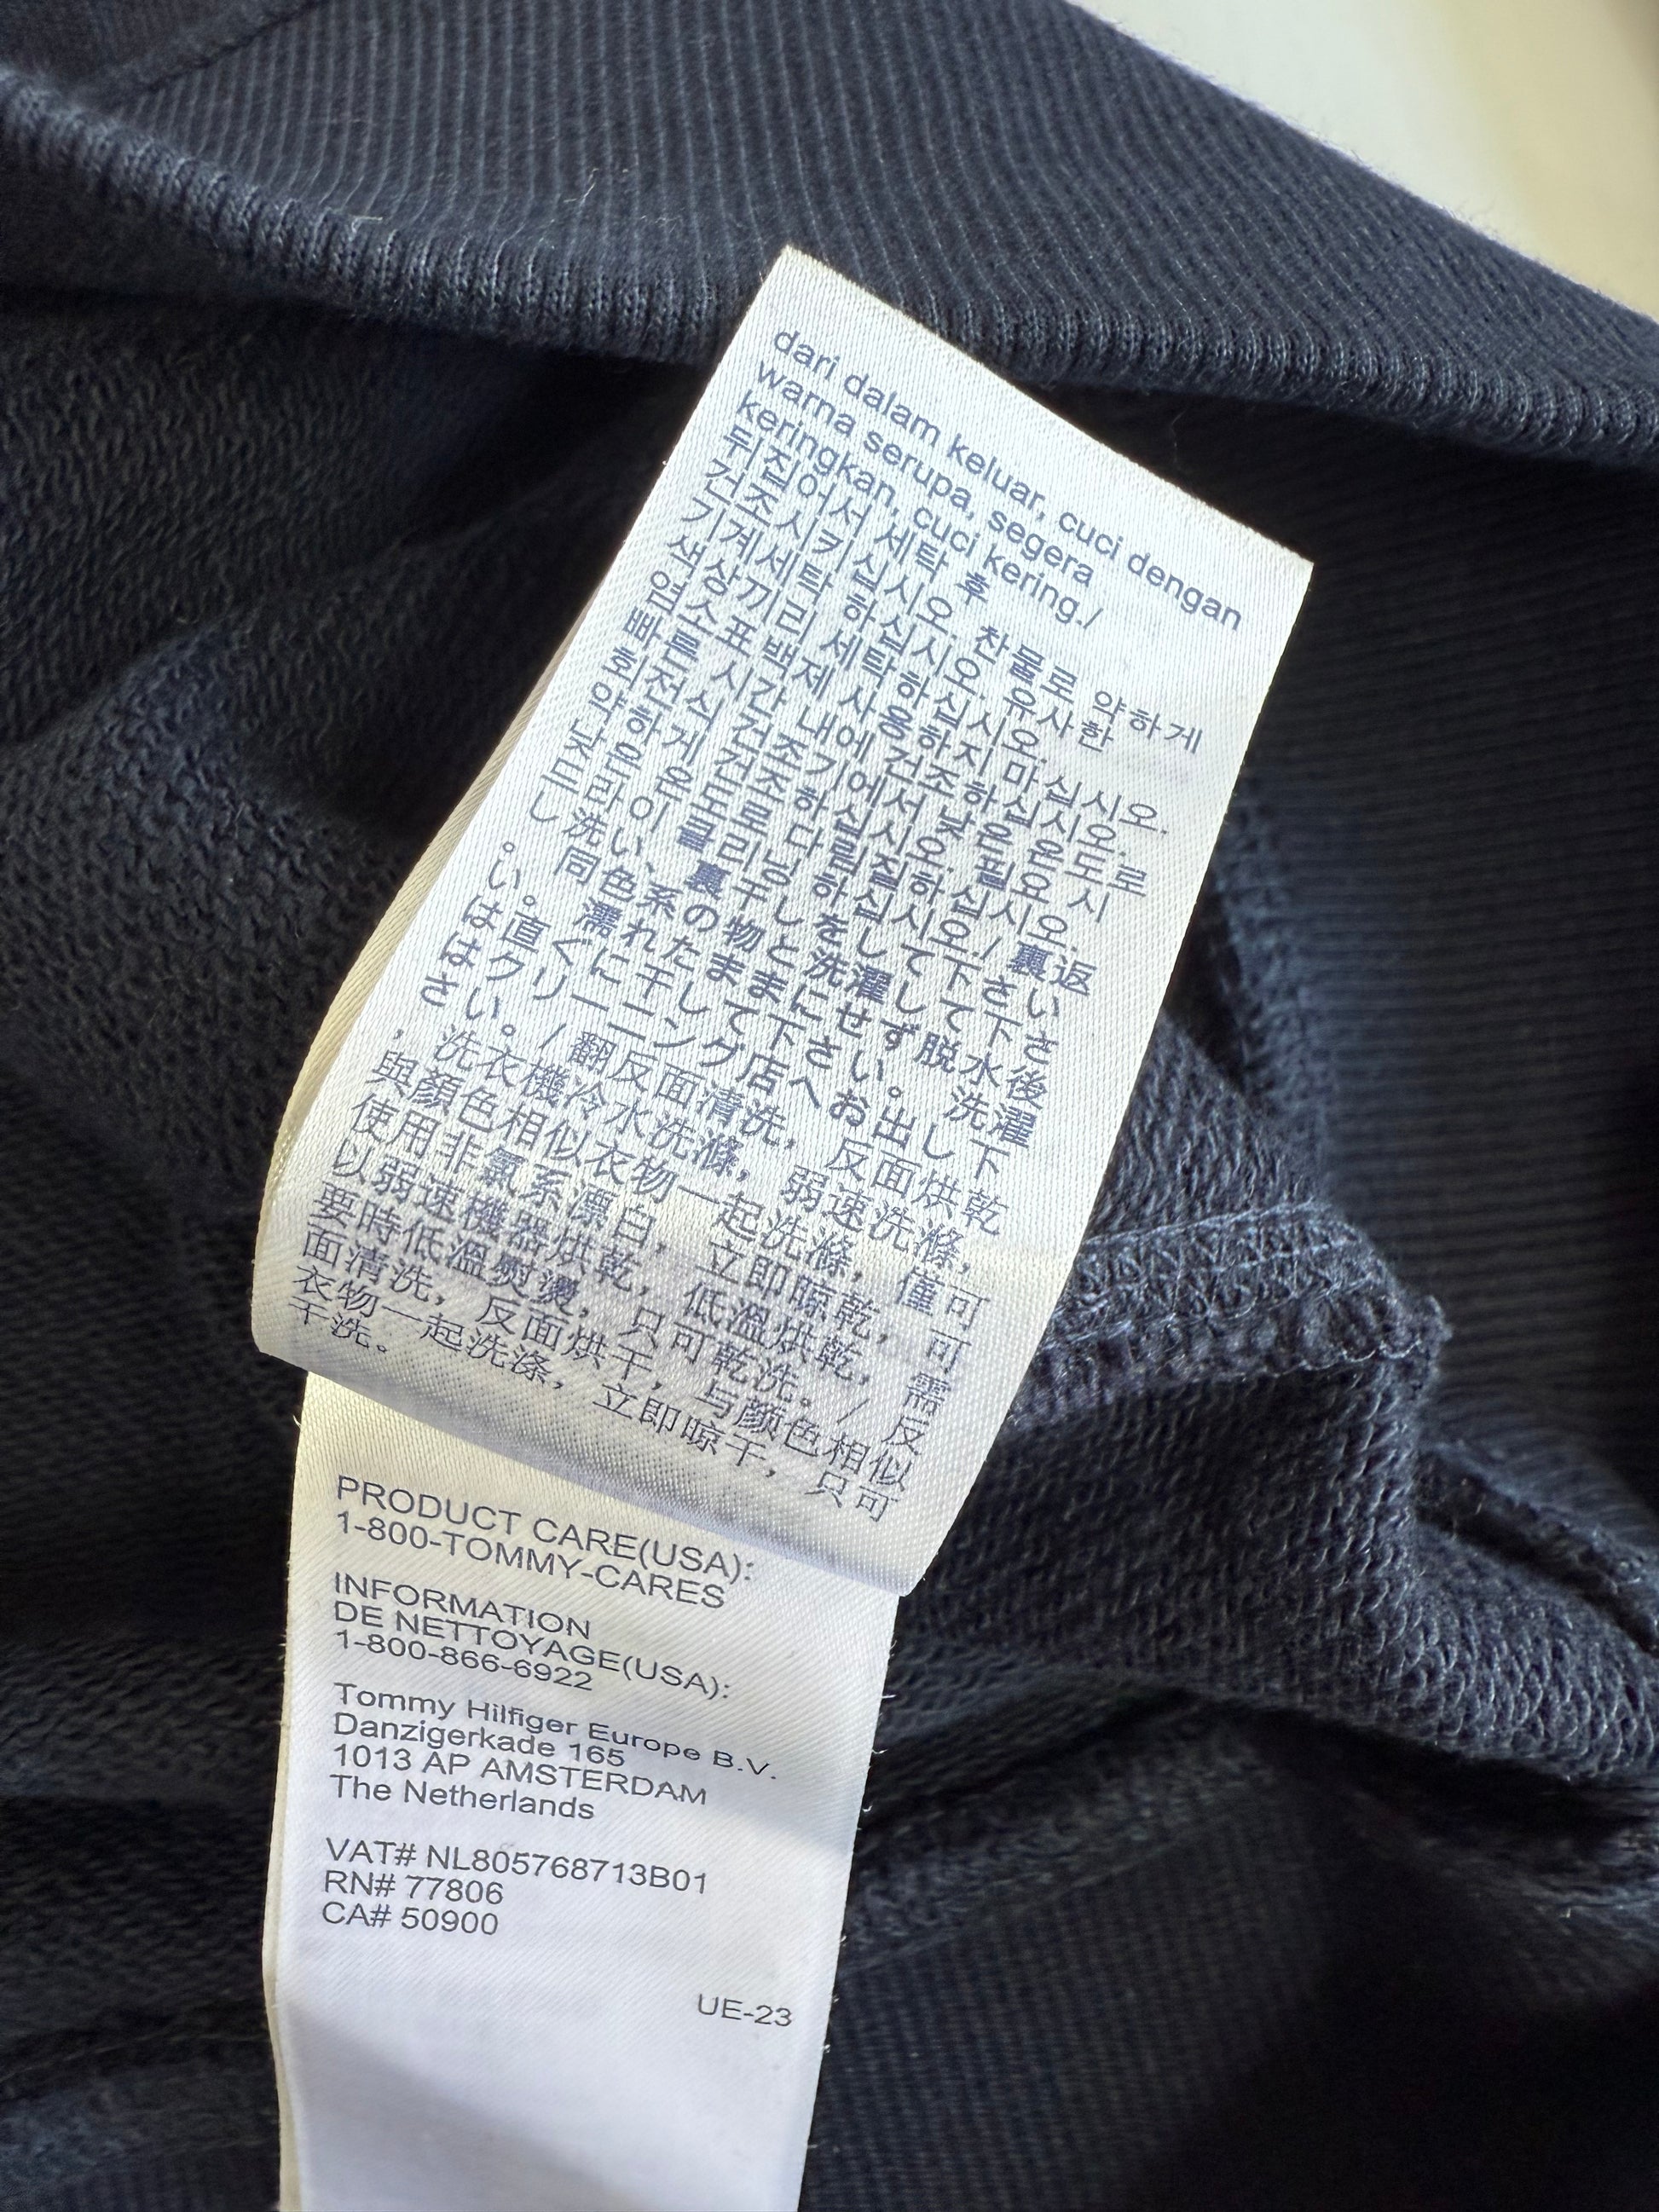 dari dalam keluar, cuci dengan
warna serupa, segera
keringkan, cuci kering./
뒤집어서 세탁 후
건조시키십시오. 찬물로 약하게
기계세탁 하십시오. 유사한
색상끼리 세탁하십시오.
염소표백제 사용하지 마십시오.
빠른 시간 내에 건조하십시오.
회전식 건조기에서 낮은 온도로
약하게 건조하십시오. 필요 시
낮은 온도로 다림질하십시오.
드라이 클리닝 하십시오./ 裏返
し洗い、裏干しをして下さい
。同色系の物と洗濯して下さ
い。濡れたままにせず脱水後
は直ぐに干して下さい。洗濯
はクリーニング店へお出し下
さい。/ 翻反面清洗, 反面烘乾
, 洗衣機冷水洗滌, 弱速洗滌,
與顏色相似衣物一起洗滌, 僅可
使用非氯系漂白, 立即晾乾, 可
以弱速機器烘乾, 低溫烘乾, 需
要時低溫熨燙, 只可乾洗。/ 反
面清洗, 反面烘干, 与颜色相似
衣物一起洗涤, 立即晾干, 只可
干洗。
PRODUCT CARE(USA):
1-800-TOMMY-CARES
INFORMATION
DE NETTOYAGE(USA):
1-800-866-6922
Tommy Hilfiger Europe B.V.
Danzigerkade 165
1013 AP AMSTERDAM
The Netherlands
VAT# NL805768713B01
RN# 77806
CA# 50900
UE-23